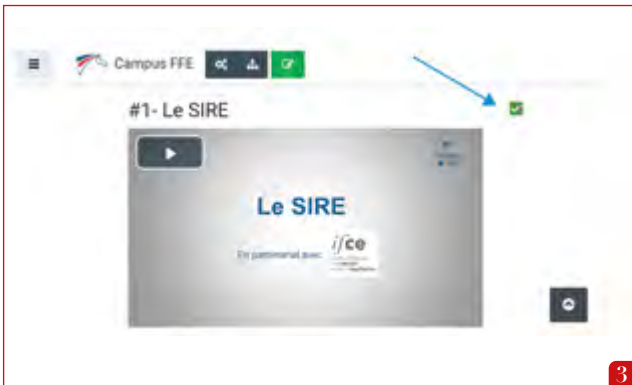 Campus FFE
#1- Le SIRE
Le SIRE
En partenariat avec
ifce
3